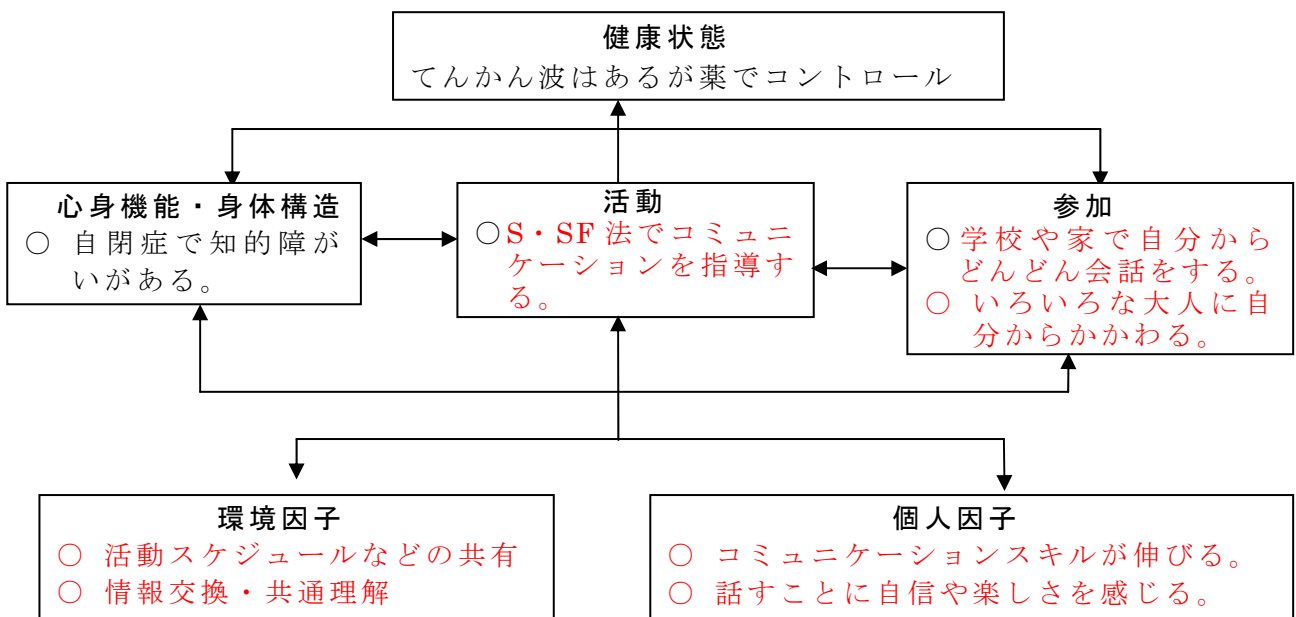 健康状態
てんかん波はあるが薬でコントロール
心身機能・身体構造
○ 自閉症で知的障が
いがある。
活動
○S・SF法でコミュニ
ケーションを指導す
る。
参加
○学校や家で自分から
どんどん会話をする。
○ いろいろな大人に自
分からかかわる。
環境因子
○ 活動スケジュールなどの共有
○ 情報交換・共通理解
個人因子
○ コミュニケーションスキルが伸びる。
○ 話すことに自信や楽しさを感じる。